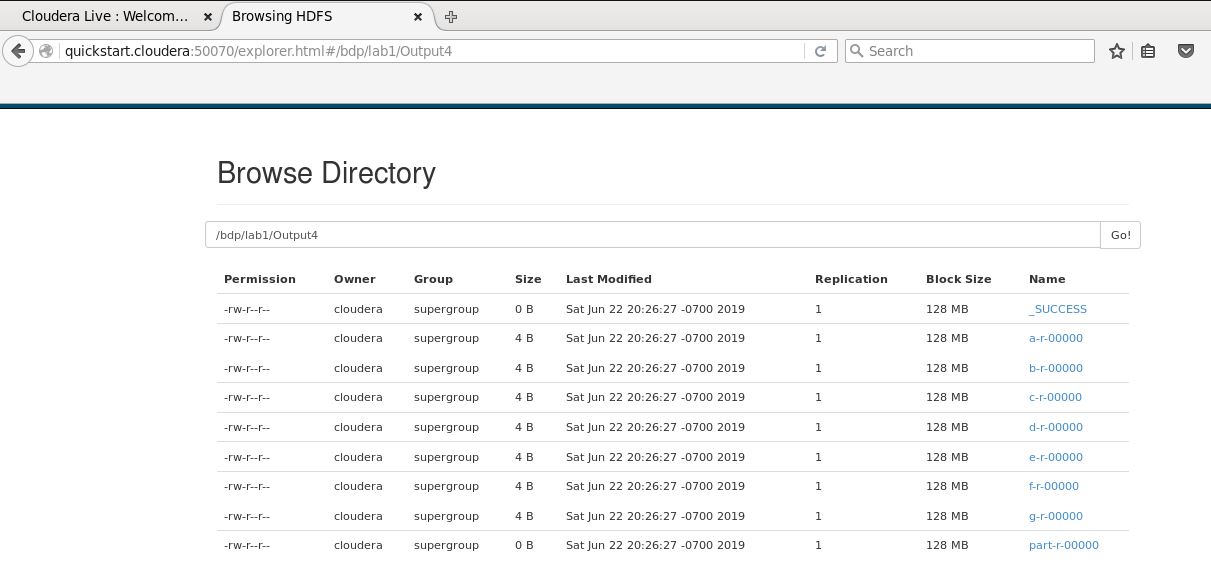 Cloudera Live : Welcom... Browsing HDFS
quickstart.cloudera:50070/explorer.html#/bdp/lab1/Output4 Search
Browse Directory
/bdp/lab1/Output4 Go!
Permission Owner Group Size Last Modified Replication Block Size Name
-rw-r--r-- cloudera supergroup 0 B Sat Jun 22 20:26:27 -0700 2019 1 128 MB _SUCCESS
-rw-r--r-- cloudera supergroup 4 B Sat Jun 22 20:26:27 -0700 2019 1 128 MB a-r-00000
-rw-r--r-- cloudera supergroup 4 B Sat Jun 22 20:26:27 -0700 2019 1 128 MB b-r-00000
-rw-r--r-- cloudera supergroup 4 B Sat Jun 22 20:26:27 -0700 2019 1 128 MB c-r-00000
-rw-r--r-- cloudera supergroup 4 B Sat Jun 22 20:26:27 -0700 2019 1 128 MB d-r-00000
-rw-r--r-- cloudera supergroup 4 B Sat Jun 22 20:26:27 -0700 2019 1 128 MB e-r-00000
-rw-r--r-- cloudera supergroup 4 B Sat Jun 22 20:26:27 -0700 2019 1 128 MB f-r-00000
-rw-r--r-- cloudera supergroup 4 B Sat Jun 22 20:26:27 -0700 2019 1 128 MB g-r-00000
-rw-r--r-- cloudera supergroup 0 B Sat Jun 22 20:26:27 -0700 2019 1 128 MB part-r-00000